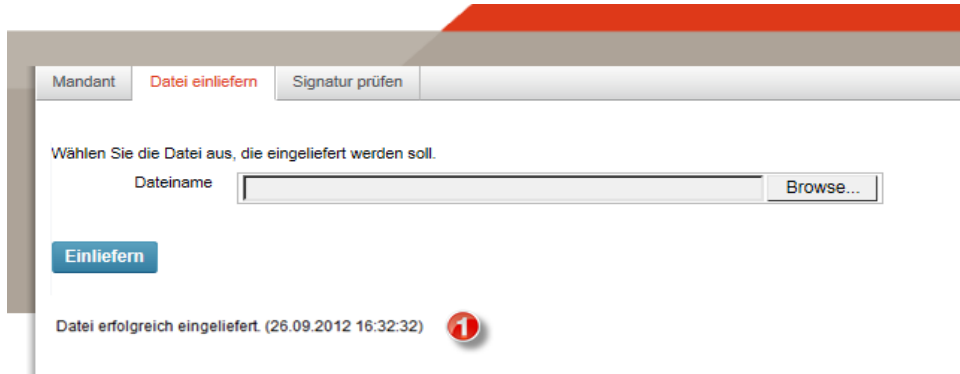 Mandant Datei einliefern Signatur prüfen
Wählen Sie die Datei aus, die eingeliefert werden soll.
Dateiname Browse...
Einliefern
Datei erfolgreich eingeliefert. (26.09.2012 16:32:32) 1